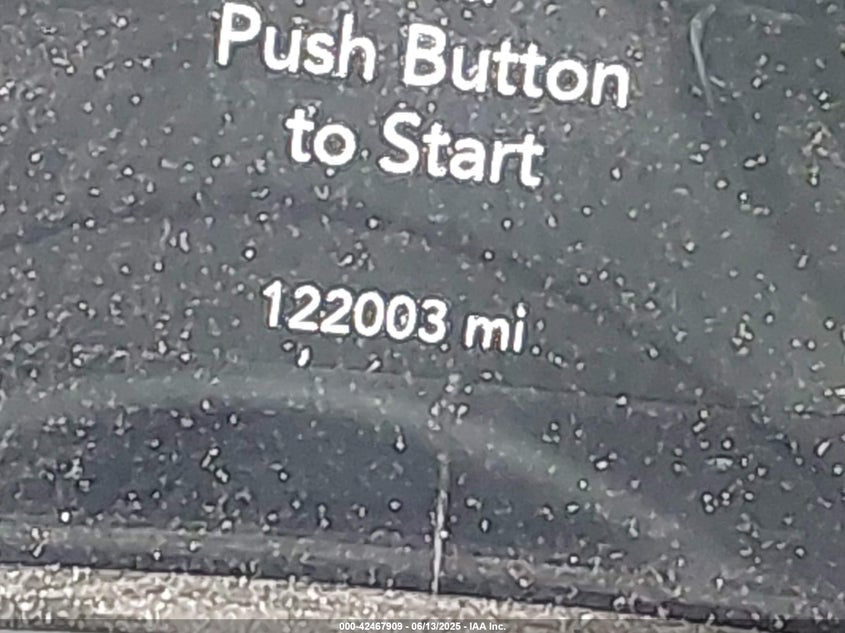 Push Button
to Start
122003 mi
000-42467909 - 06/13/2025 - IAA Inc.